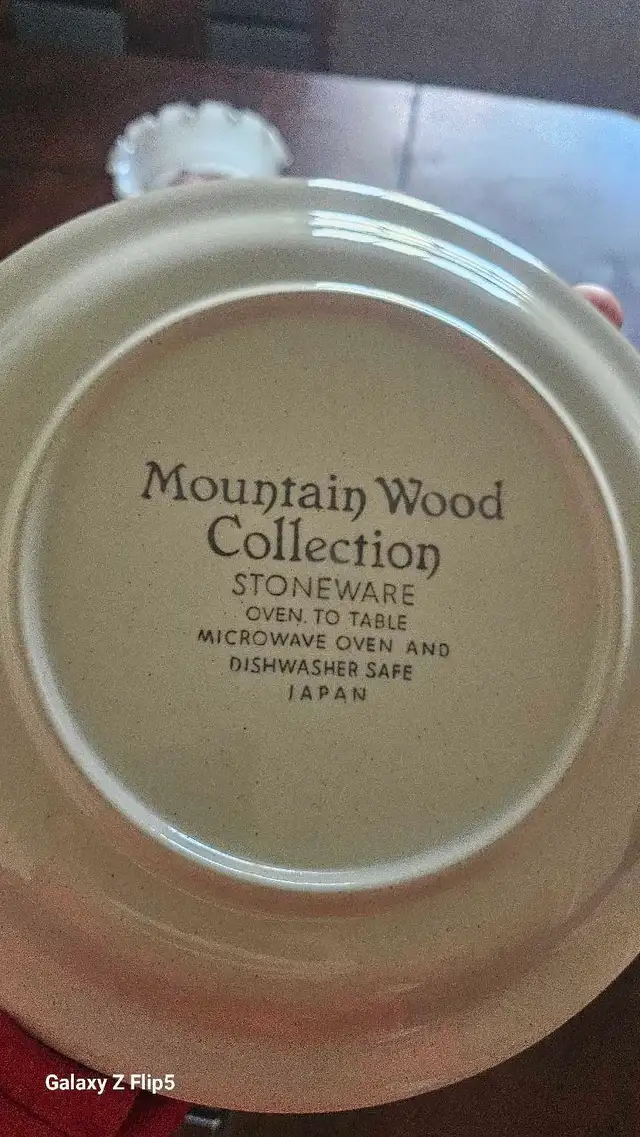 Mountain Wood
Collection
STONEWARE
OVEN. TO TABLE
MICROWAVE OVEN AND
DISHWASHER SAFE
JAPAN
Galaxy Z Flip5